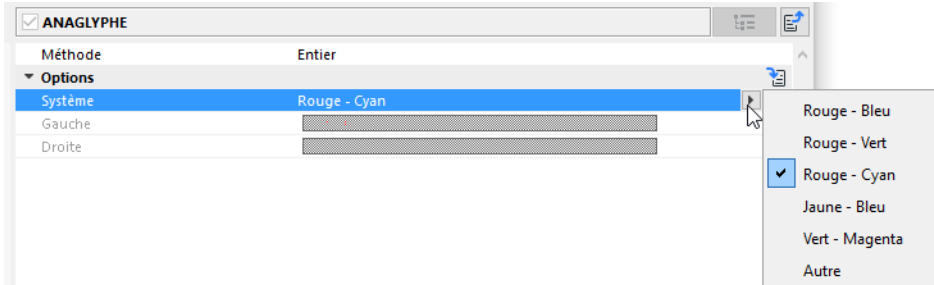 ANAGLYPHE
Méthode Entier
Options
Système Rouge - Cyan
Gauche
Droite
Rouge - Bleu
Rouge - Vert
Rouge - Cyan
Jaune - Bleu
Vert - Magenta
Autre